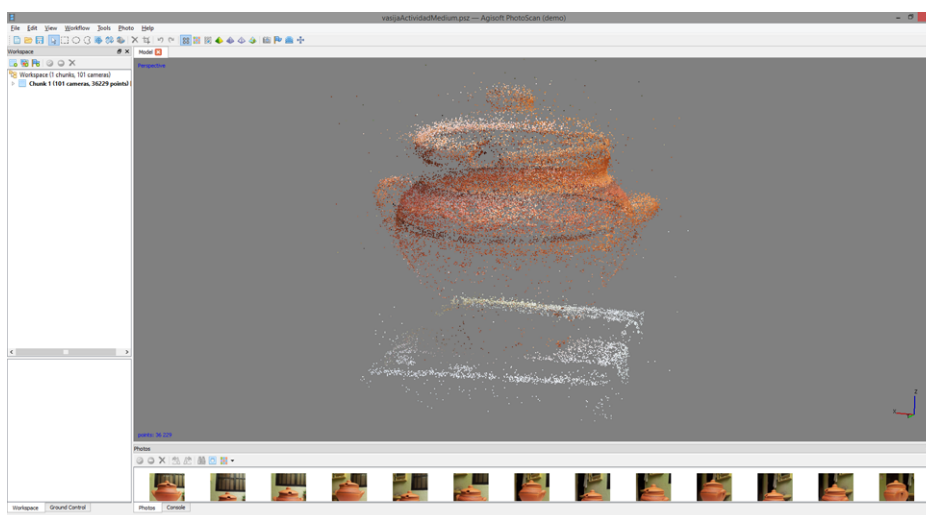 vasijaActividadMedium.psz — Agisoft PhotoScan (demo)
File Edit View Workflow Tools Photo Help
Workspace
Model
Workspace (1 chunks, 101 cameras)
Chunk 1 (101 cameras, 36229 points) [
Perspective
Z
X
points: 36 229
Photos
Workspace Ground Control
Photos Console